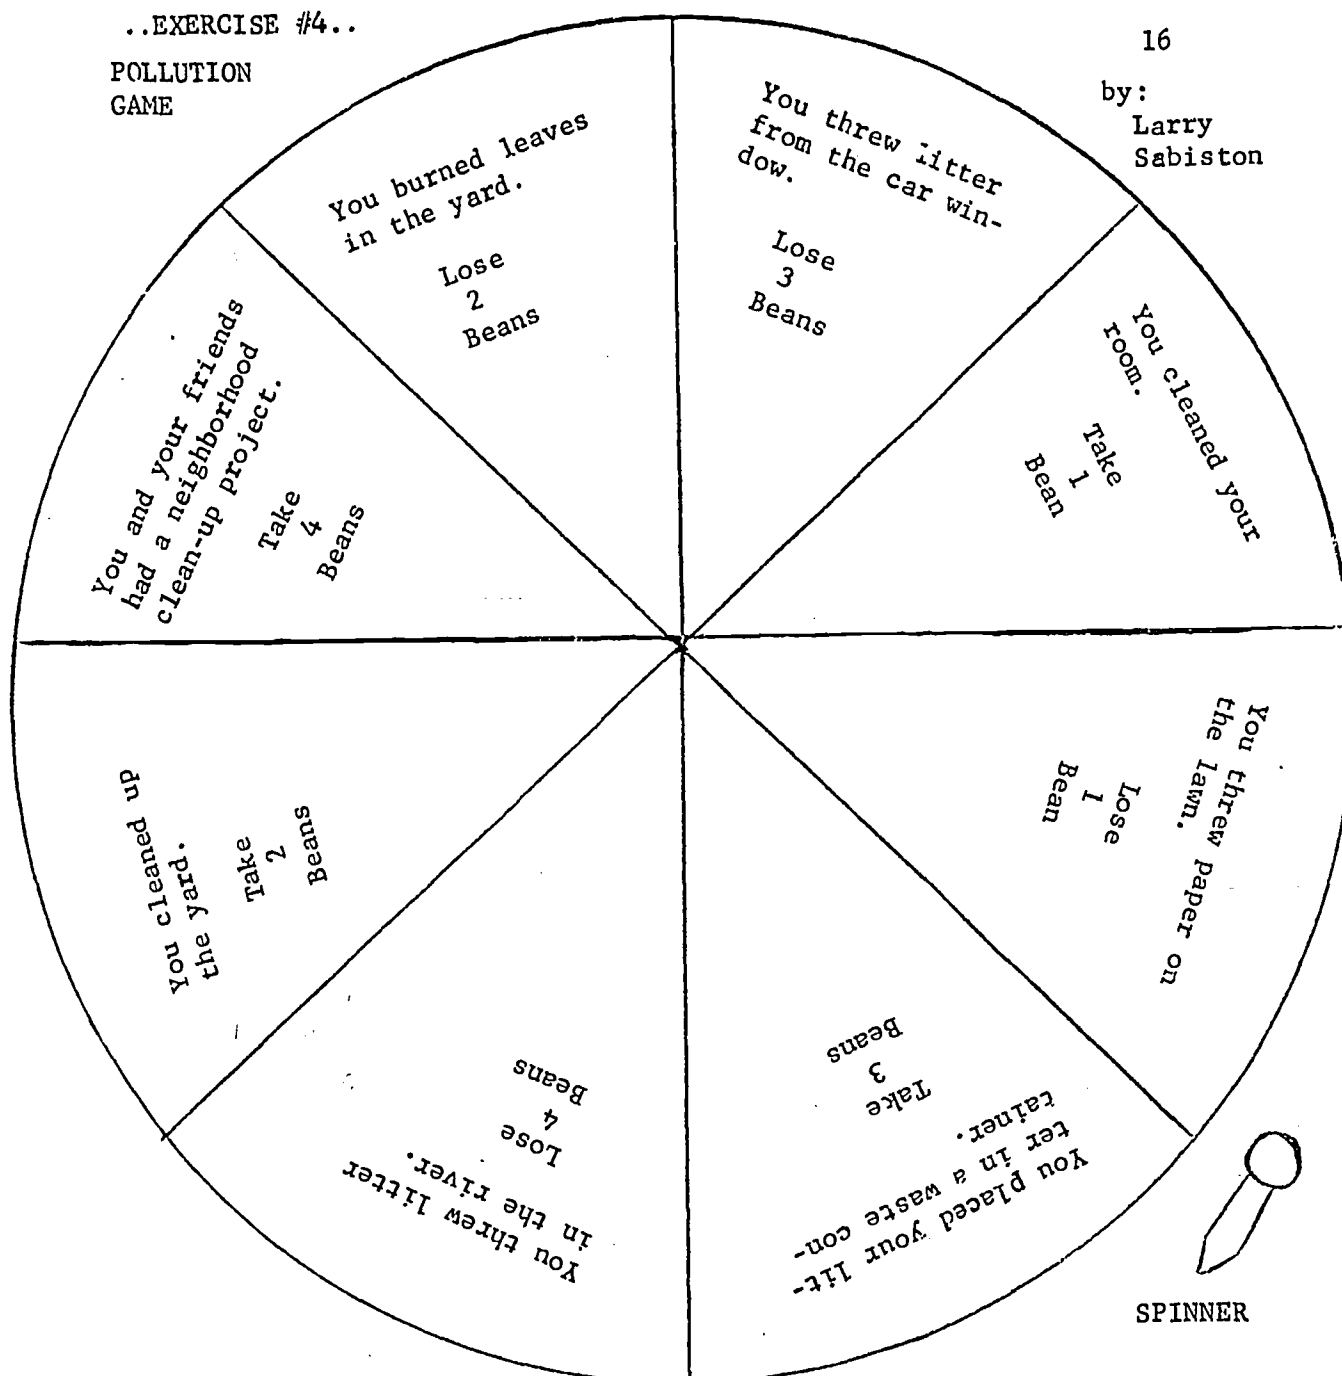 ..EXERCISE #4..
POLLUTION
GAME
16
by:
Larry
Sabiston
You threw litter
from the car win-
dow.
Lose
3
Beans
You cleaned your
room.
Take
1
Bean
You threw paper on
the lawn.
Lose
1
Bean
You placed your lit-
ter in a waste con-
tainer.
Take
3
Beans
You threw litter
in the river.
Lose
4
Beans
You cleaned up
the yard.
Take
2
Beans
You and your friends
had a neighborhood
clean-up project.
Take
4
Beans
You burned leaves
in the yard.
Lose
2
Beans
SPINNER